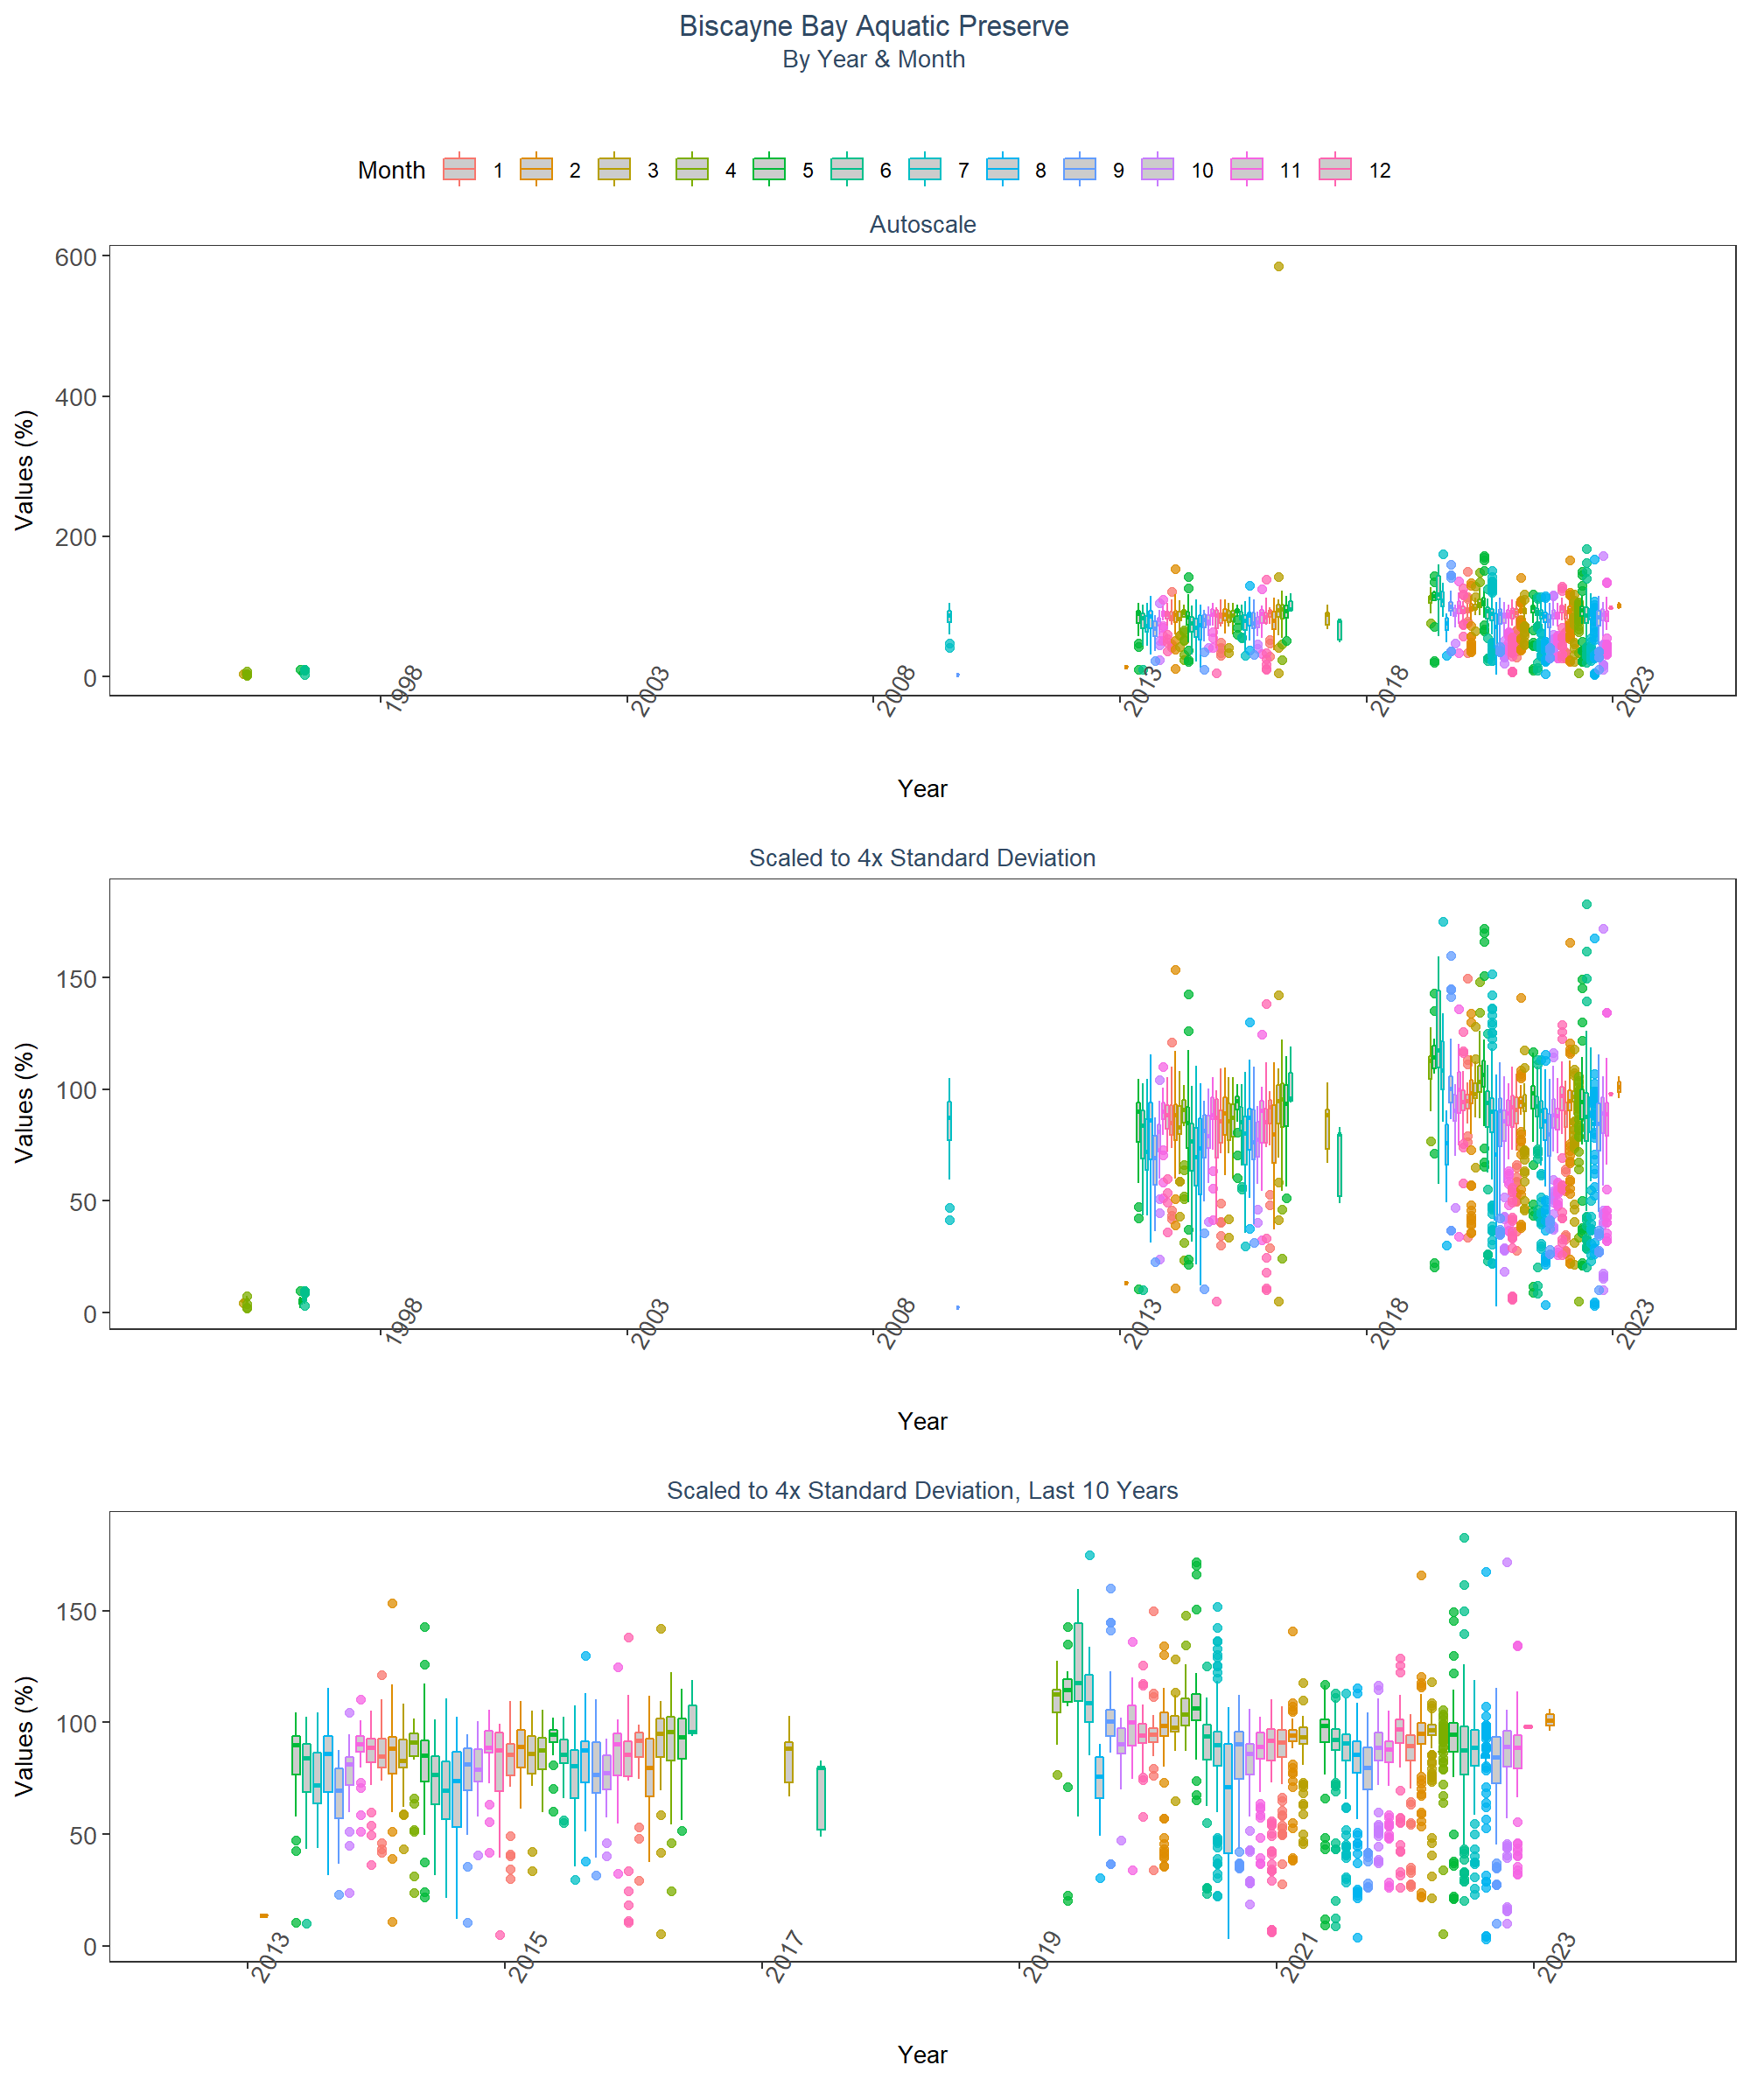 Biscayne Bay Aquatic Preserve
By Year & Month
Month 1 2 3 4 5 6 7 8 9 10 11 12
Autoscale
600
400
200
0
Values (%)
1998 2003 2008 2013 2018 2023
Year
Scaled to 4x Standard Deviation
150
100
50
0
Values (%)
1998 2003 2008 2013 2018 2023
Year
Scaled to 4x Standard Deviation, Last 10 Years
150
100
50
0
Values (%)
2013 2015 2017 2019 2021 2023
Year